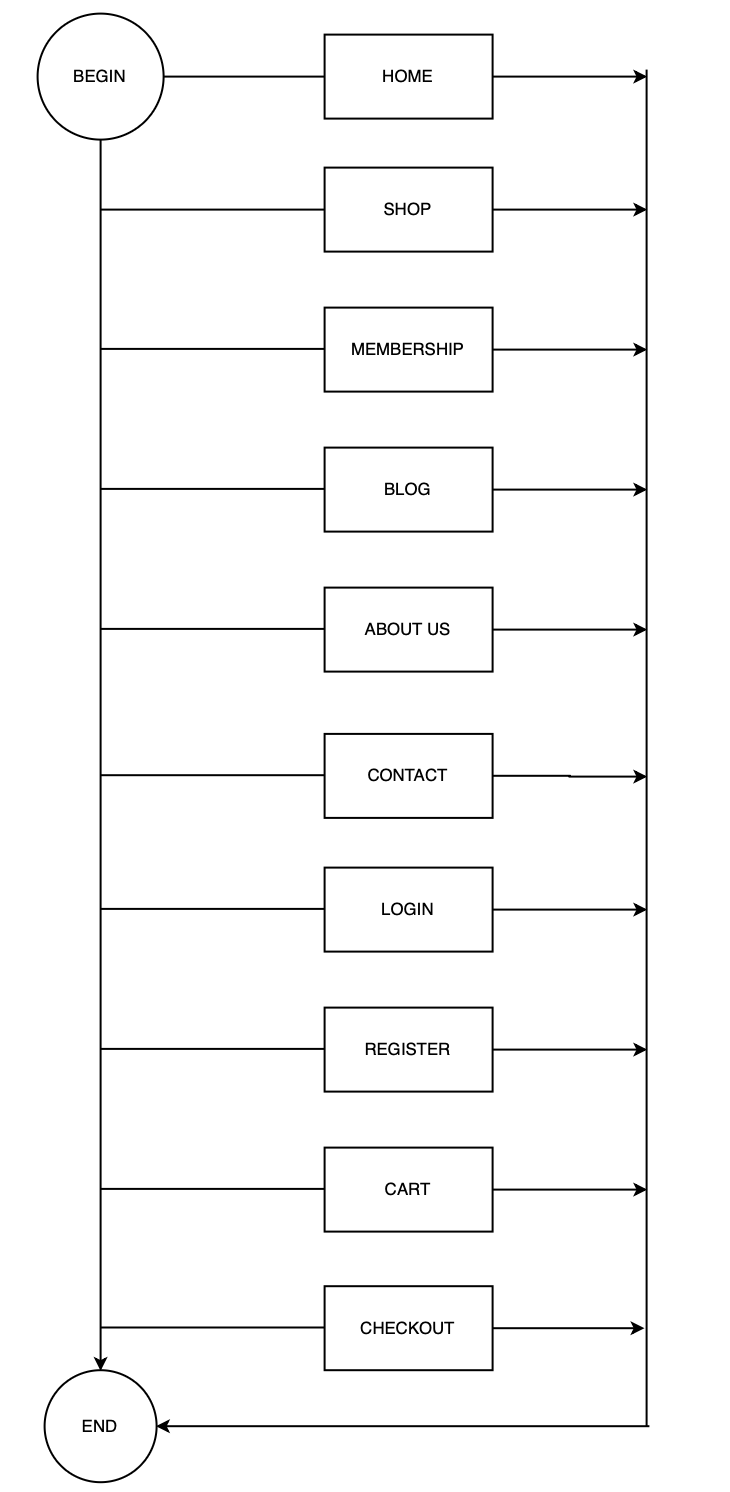 BEGIN
HOME
SHOP
MEMBERSHIP
BLOG
ABOUT US
CONTACT
LOGIN
REGISTER
CART
CHECKOUT
END